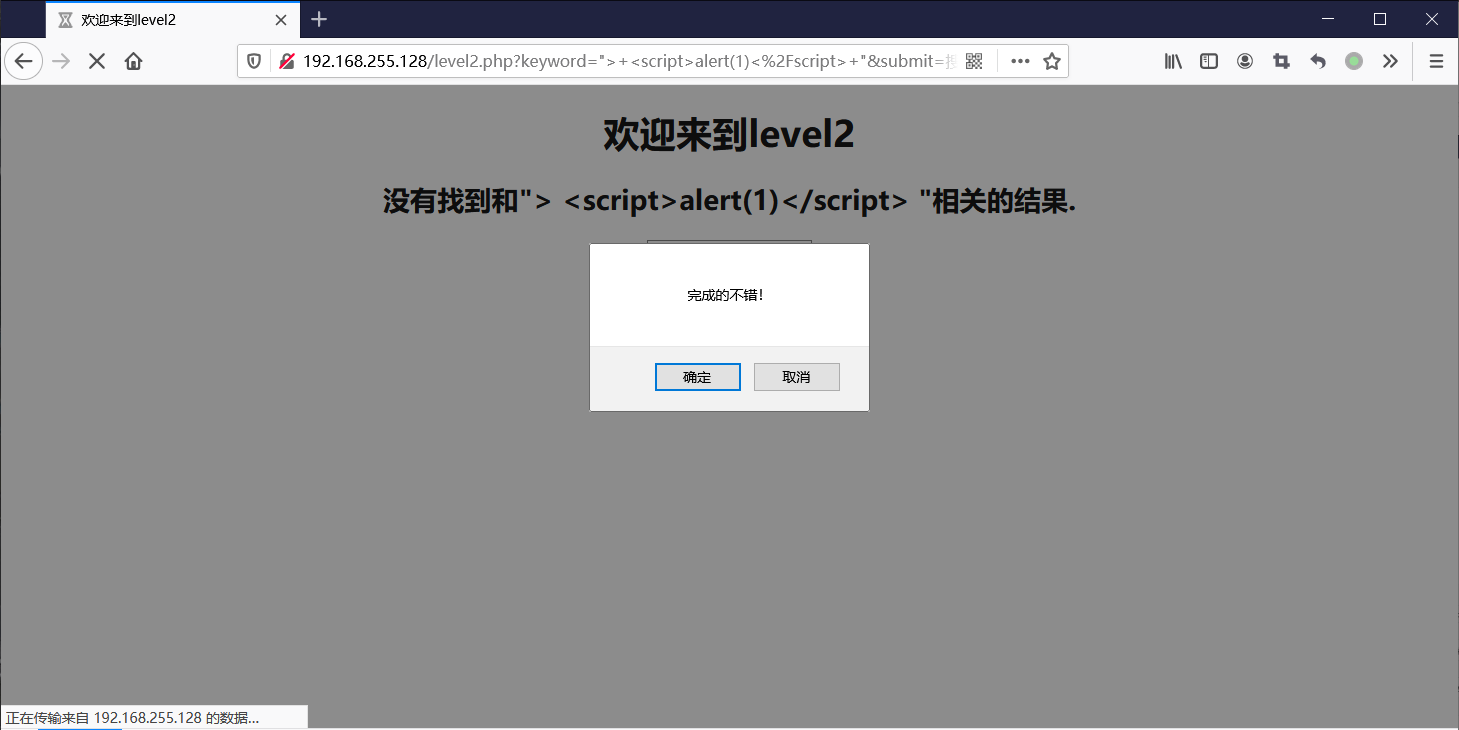 欢迎来到level2
192.168.255.128/level2.php?keyword=">+<script>alert(1)<%2Fscript>+"&submit=
欢迎来到level2
没有找到和"> <script>alert(1)</script> "相关的结果.
完成的不错！
确定 取消
正在传输来自 192.168.255.128 的数据...